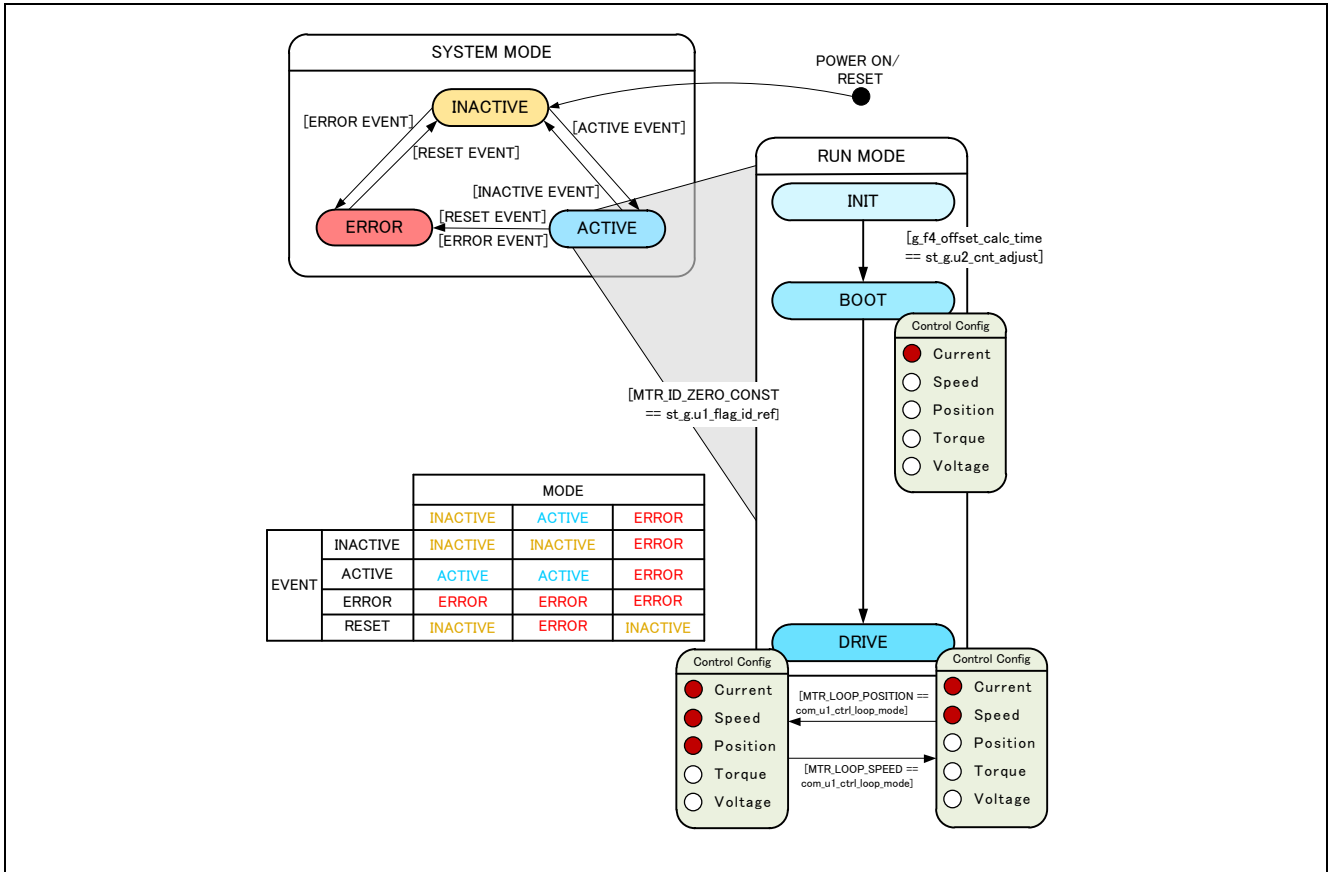 SYSTEM MODE
POWER ON/
RESET
INACTIVE
[ERROR EVENT]
[ACTIVE EVENT]
[RESET EVENT]
[INACTIVE EVENT]
[RESET EVENT]
ERROR
ACTIVE
[ERROR EVENT]
RUN MODE
INIT
[g_f4_offset_calc_time
== st_g.u2_cnt_adjust]
BOOT
Control Config
Current
Speed
Position
Torque
Voltage
[MTR_ID_ZERO_CONST
== st_g.u1_flag_id_ref]
MODE
INACTIVE ACTIVE ERROR
EVENT
INACTIVE INACTIVE INACTIVE ERROR
ACTIVE ACTIVE ACTIVE ERROR
ERROR ERROR ERROR ERROR
RESET INACTIVE ERROR INACTIVE
DRIVE
Control Config
Current
Speed
Position
Torque
Voltage
[MTR_LOOP_POSITION ==
com_u1_ctrl_loop_mode]
[MTR_LOOP_SPEED ==
com_u1_ctrl_loop_mode]
Control Config
Current
Speed
Position
Torque
Voltage